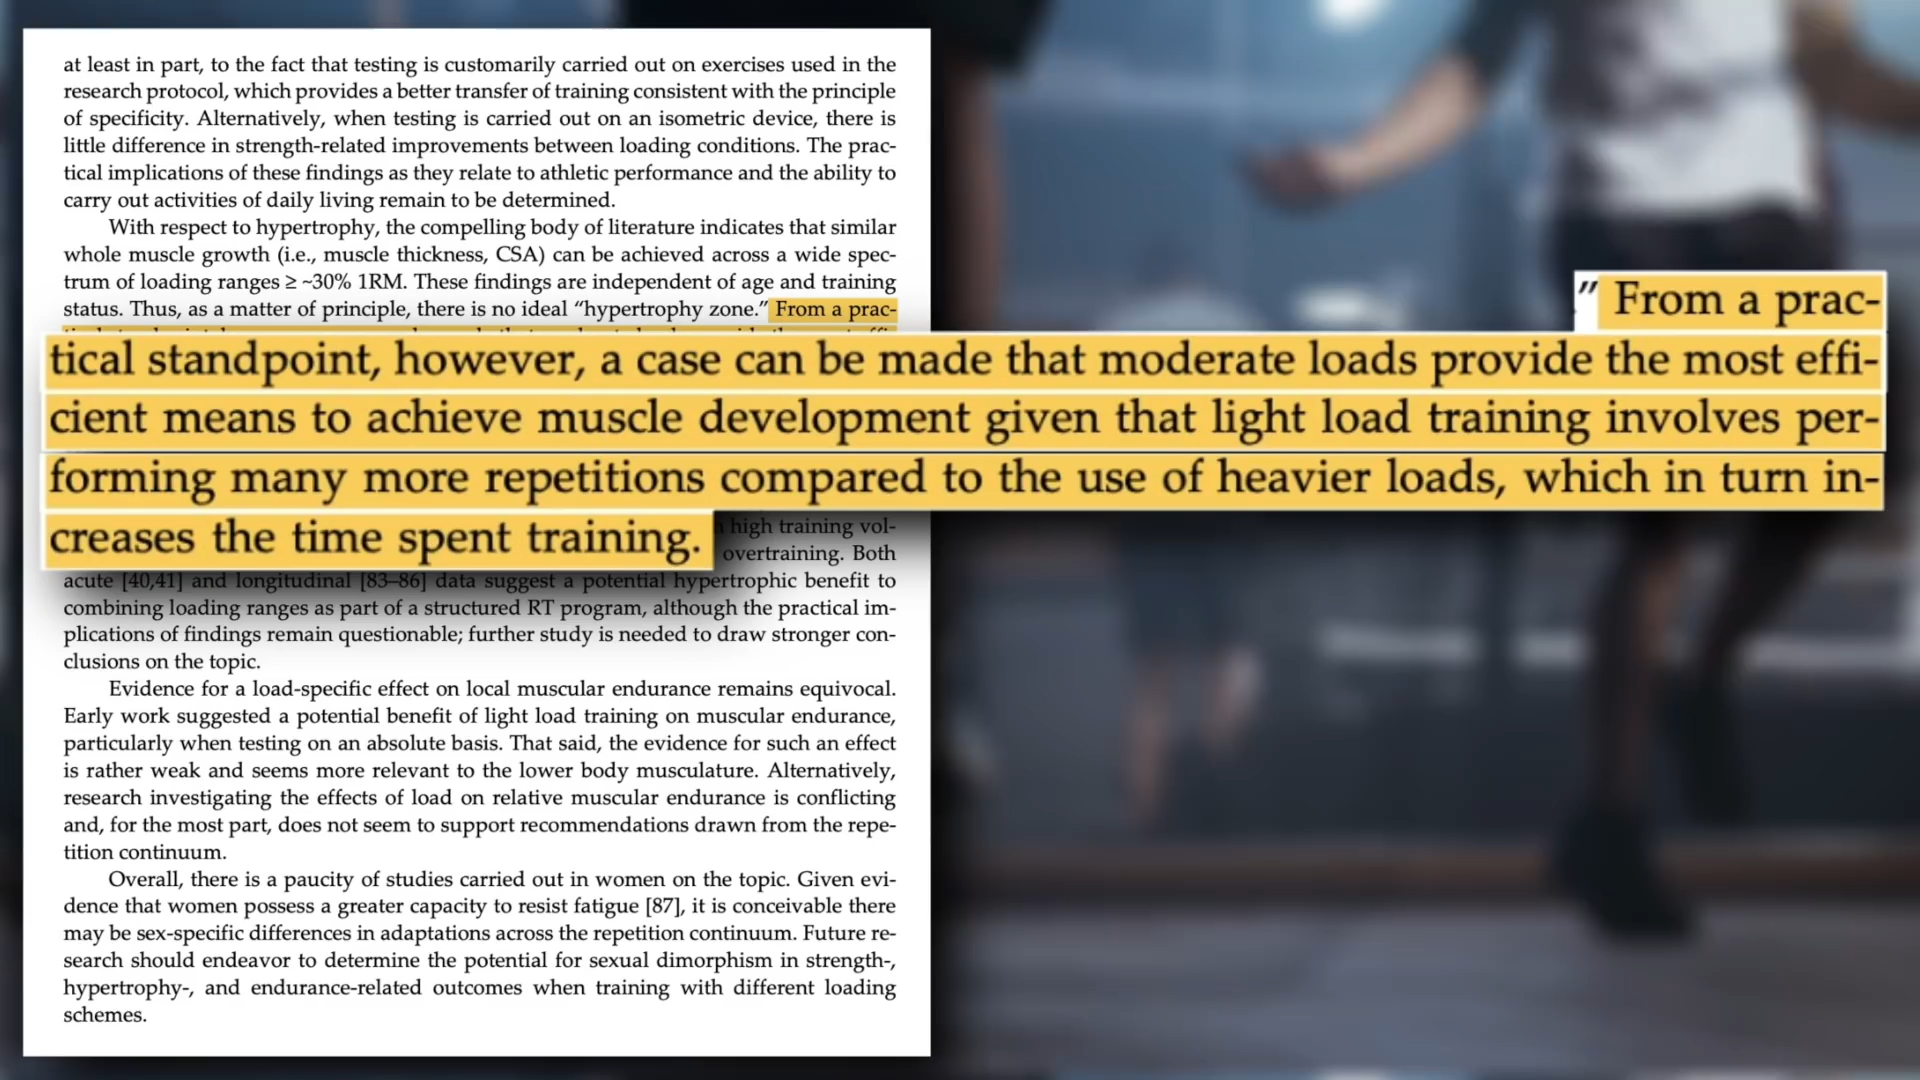 at least in part, to the fact that testing is customarily carried out on exercises used in the
research protocol, which provides a better transfer of training consistent with the principle
of specificity. Alternatively, when testing is carried out on an isometric device, there is
little difference in strength-related improvements between loading conditions. The prac-
tical implications of these findings as they relate to athletic performance and the ability to
carry out activities of daily living remain to be determined.
With respect to hypertrophy, the compelling body of literature indicates that similar
whole muscle growth (i.e., muscle thickness, CSA) can be achieved across a wide spec-
trum of loading ranges ≥ ~30% 1RM. These findings are independent of age and training
status. Thus, as a matter of principle, there is no ideal “hypertrophy zone.” From a prac-
” From a prac-
tical standpoint, however, a case can be made that moderate loads provide the most effi-
cient means to achieve muscle development given that light load training involves per-
forming many more repetitions compared to the use of heavier loads, which in turn in-
creases the time spent training.
high training vol-
overtraining. Both
acute [40,41] and longitudinal [83–86] data suggest a potential hypertrophic benefit to
combining loading ranges as part of a structured RT program, although the practical im-
plications of findings remain questionable; further study is needed to draw stronger con-
clusions on the topic.
Evidence for a load-specific effect on local muscular endurance remains equivocal.
Early work suggested a potential benefit of light load training on muscular endurance,
particularly when testing on an absolute basis. That said, the evidence for such an effect
is rather weak and seems more relevant to the lower body musculature. Alternatively,
research investigating the effects of load on relative muscular endurance is conflicting
and, for the most part, does not seem to support recommendations drawn from the repe-
tition continuum.
Overall, there is a paucity of studies carried out in women on the topic. Given evi-
dence that women possess a greater capacity to resist fatigue [87], it is conceivable there
may be sex-specific differences in adaptations across the repetition continuum. Future re-
search should endeavor to determine the potential for sexual dimorphism in strength-,
hypertrophy-, and endurance-related outcomes when training with different loading
schemes.